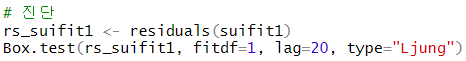 # 진단
rs_suifit1 <- residuals(suifit1)
Box.test(rs_suifit1, fitdf=1, lag=20, type="Ljung")